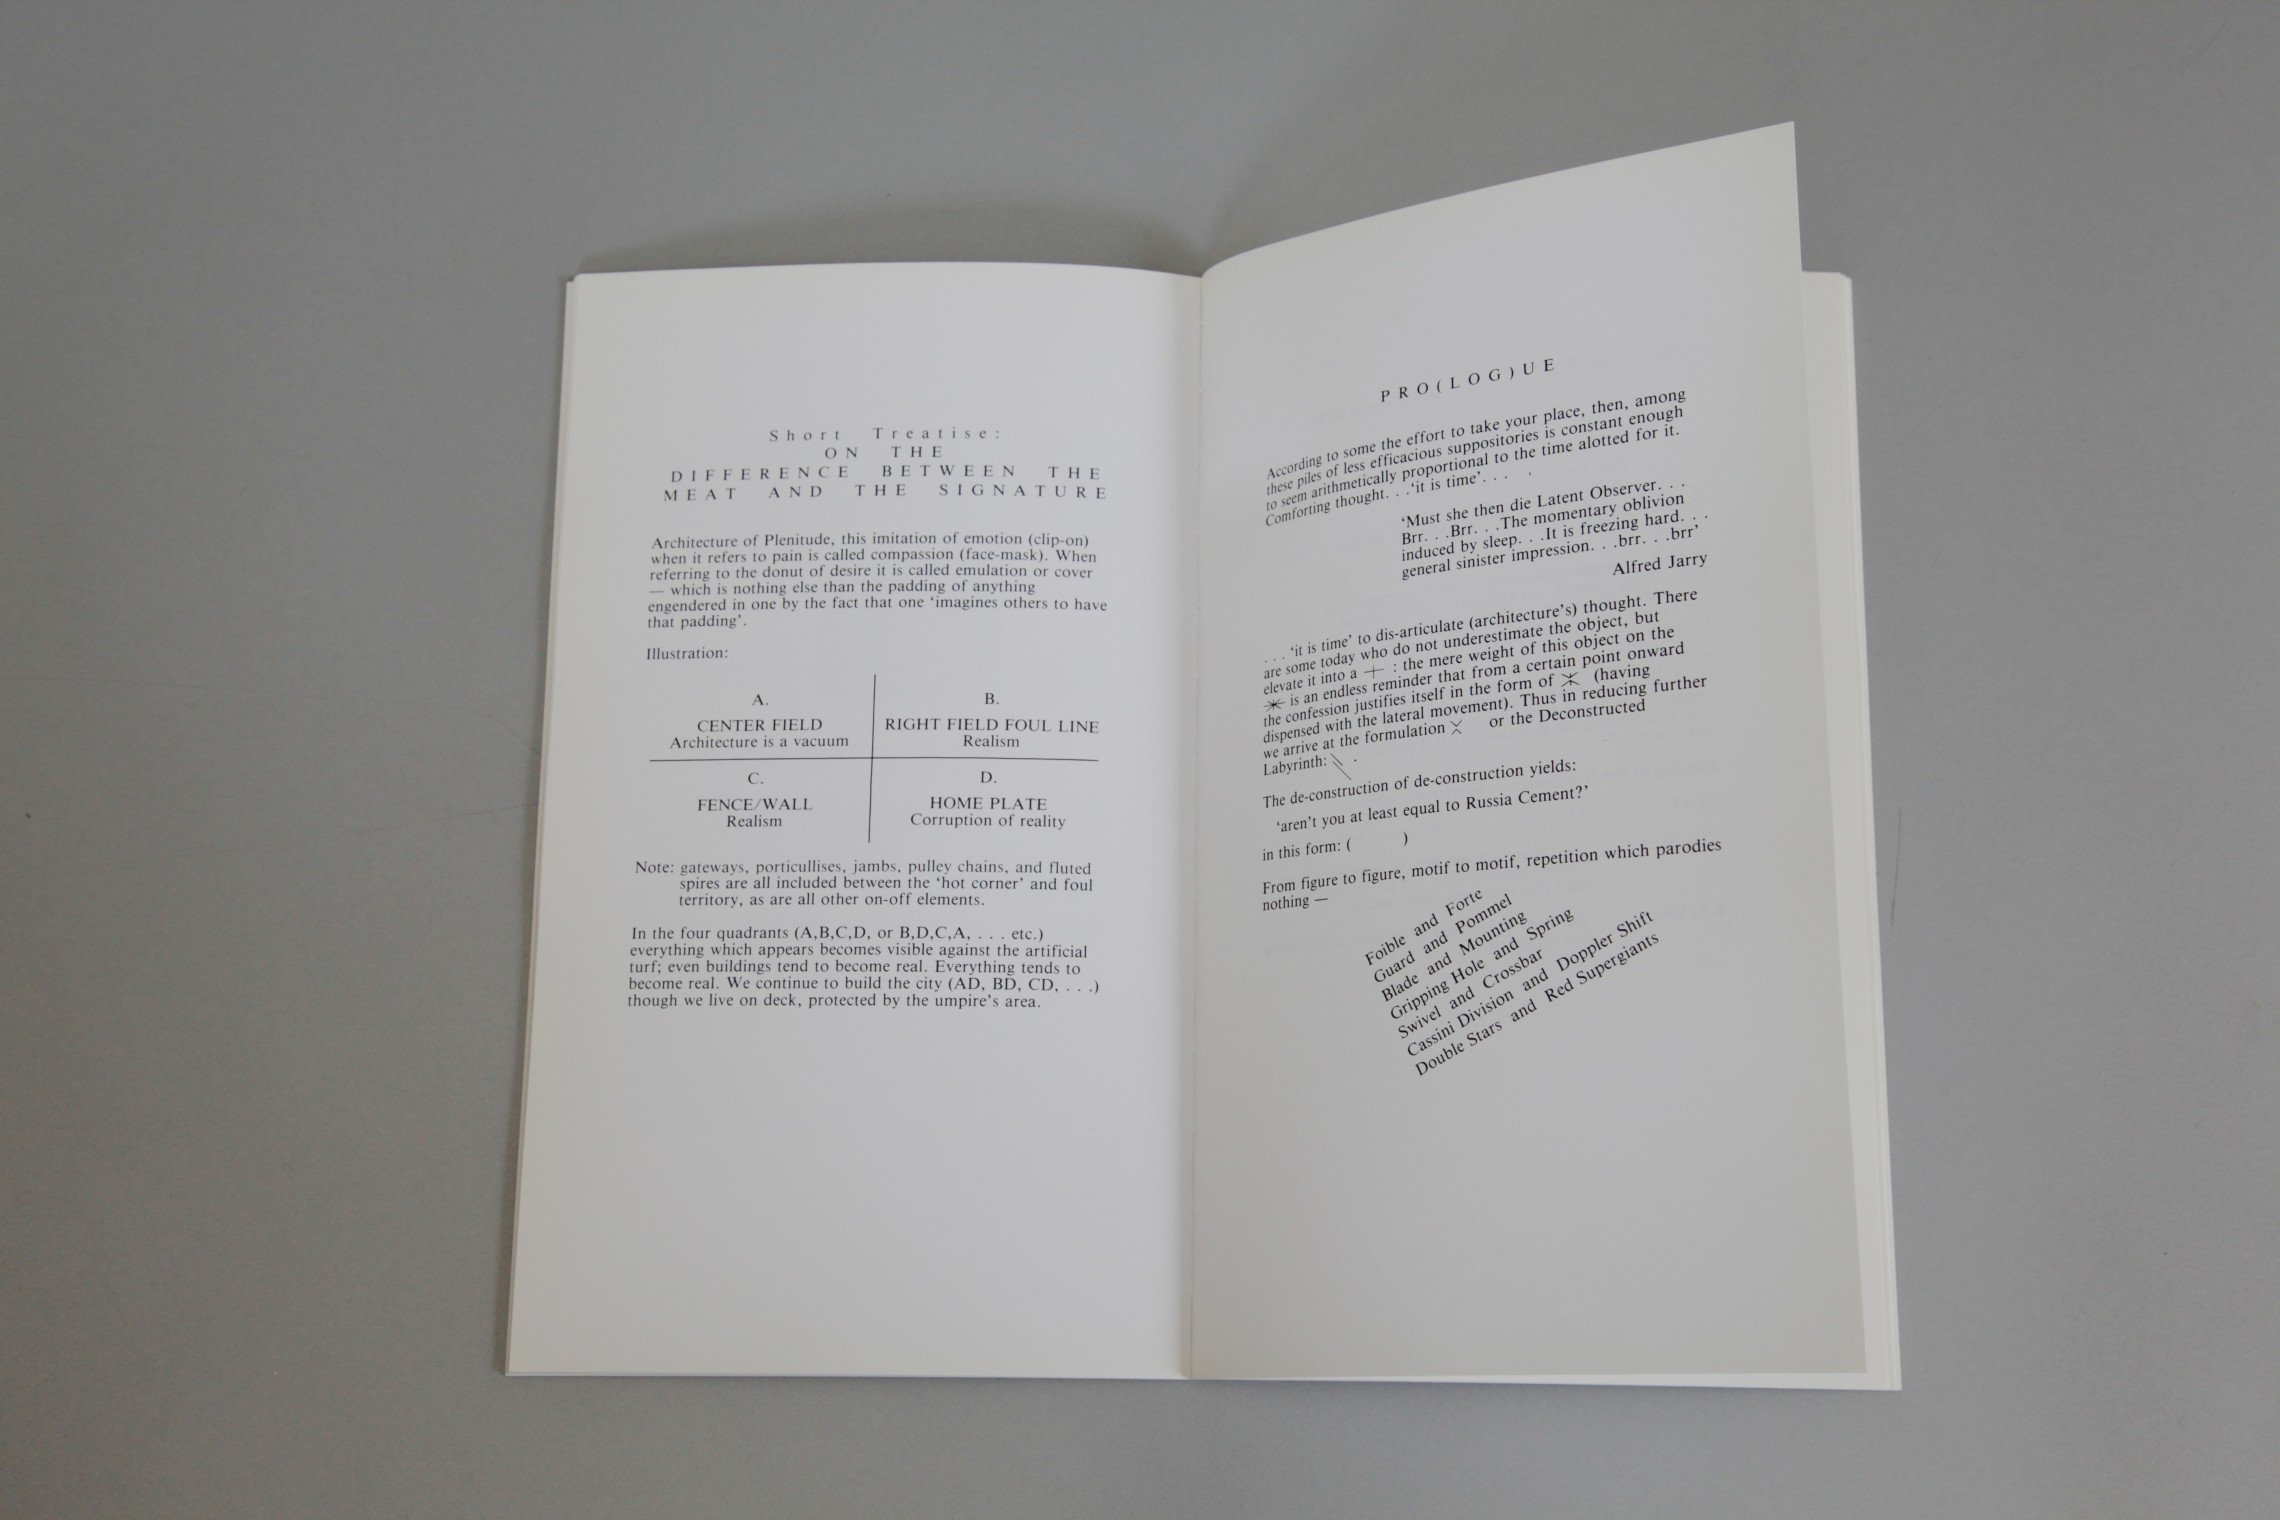 Short Treatise:
ON THE
DIFFERENCE BETWEEN THE
MEAT AND THE SIGNATURE
Architecture of Plenitude, this imitation of emotion (clip-on)
when it refers to pain is called compassion (face-mask). When
referring to the donut of desire it is called emulation or cover
— which is nothing else than the padding of anything
engendered in one by the fact that one ‘imagines others to have
that padding’.
Illustration:
A.
CENTER FIELD
Architecture is a vacuum
B.
RIGHT FIELD FOUL LINE
Realism
C.
FENCE/WALL
Realism
D.
HOME PLATE
Corruption of reality
Note: gateways, porticullises, jambs, pulley chains, and fluted
spires are all included between the ‘hot corner’ and foul
territory, as are all other on-off elements.
In the four quadrants (A,B,C,D, or B,D,C,A, . . . etc.)
everything which appears becomes visible against the artificial
turf; even buildings tend to become real. Everything tends to
become real. We continue to build the city (AD, BD, CD, . . .)
though we live on deck, protected by the umpire’s area.
PRO(LOG)UE
According to some the effort to take your place, then, among
these piles of less efficacious suppositories is constant enough
to seem arithmetically proportional to the time alotted for it.
Comforting thought. . .‘it is time’. . .
‘Must she then die Latent Observer. . .
Brr. . .Brr. . .The momentary oblivion
induced by sleep. . .It is freezing hard. . .
general sinister impression. . .brr. . .brr’
Alfred Jarry
. . . ‘it is time’ to dis-articulate (architecture’s) thought. There
are some today who do not underestimate the object, but
elevate it into a + : the mere weight of this object on the
is an endless reminder that from a certain point onward
the confession justifies itself in the form of (having
dispensed with the lateral movement). Thus in reducing further
we arrive at the formulation or the Deconstructed
Labyrinth: .
The de-construction of de-construction yields:
‘aren’t you at least equal to Russia Cement?’
in this form: ( )
From figure to figure, motif to motif, repetition which parodies
nothing —
Foible and Forte
Guard and Pommel
Blade and Mounting
Gripping Hole and Spring
Swivel and Crossbar
Cassini Division and Doppler Shift
Double Stars and Red Supergiants